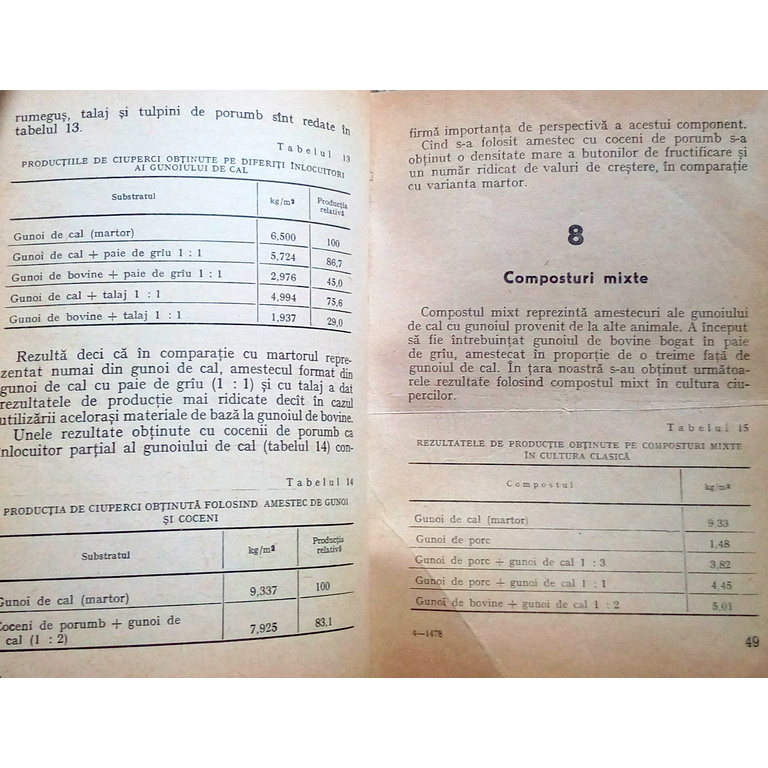 rumeguș, talaj și tulpini de porumb sînt redate în
tabelul 13.
Tabelul 13
PRODUCȚIILE DE CIUPERCI OBȚINUTE PE DIFERIȚI ÎNLOCUITORI
AI GUNOIULUI DE CAL
Substratul kg/m² Producția relativă
Gunoi de cal (martor) 6,500 100
Gunoi de cal + paie de grîu 1 : 1 5,724 86,7
Gunoi de bovine + paie de grîu 1 : 1 2,976 45,0
Gunoi de cal + talaj 1 : 1 4,994 75,6
Gunoi de bovine + talaj 1 : 1 1,937 29,0
Rezultă deci că în comparație cu martorul repre-
zentat numai din gunoi de cal, amestecul format din
gunoi de cal cu paie de grîu (1 : 1) și cu talaj a dat
rezultatele de producție mai ridicate decît în cazul
utilizării acelorași materiale de bază la gunoiul de bovine.
Unele rezultate obținute cu cocenii de porumb ca
înlocuitor parțial al gunoiului de cal (tabelul 14) con-
Tabelul 14
PRODUCȚIA DE CIUPERCI OBȚINUTĂ FOLOSIND AMESTEC DE GUNOI
ȘI COCENI
Substratul kg/m² Producția relativă
Gunoi de cal (martor) 9,337 100
Coceni de porumb + gunoi de
cal (1 : 2) 7,925 83,1
firmă importanța de perspectivă a acestui component.
Cînd s-a folosit amestec cu coceni de porumb s-a
obținut o densitate mare a butonilor de fructificare și
un număr ridicat de valuri de creștere, în comparație
cu varianta martor.
8
Composturi mixte
Compostul mixt reprezintă amestecuri ale gunoiului
de cal cu gunoiul provenit de la alte animale. A început
să fie întrebuințat gunoiul de bovine bogat în paie
de grîu, amestecat în proporție de o treime față de
gunoiul de cal. În țara noastră s-au obținut următoa-
rele rezultate folosind compostul mixt în cultura ciu-
percilor.
Tabelul 15
REZULTATELE DE PRODUCȚIE OBȚINUTE PE COMPOSTURI MIXTE
ÎN CULTURA CLASICĂ
Compostul kg/m²
Gunoi de cal (martor) 9,33
Gunoi de porc 1,48
Gunoi de porc + gunoi de cal 1 : 3 3,82
Gunoi de porc + gunoi de cal 1 : 1 4,45
Gunoi de bovine + gunoi de cal 1 : 2 5,01
4—1478
49